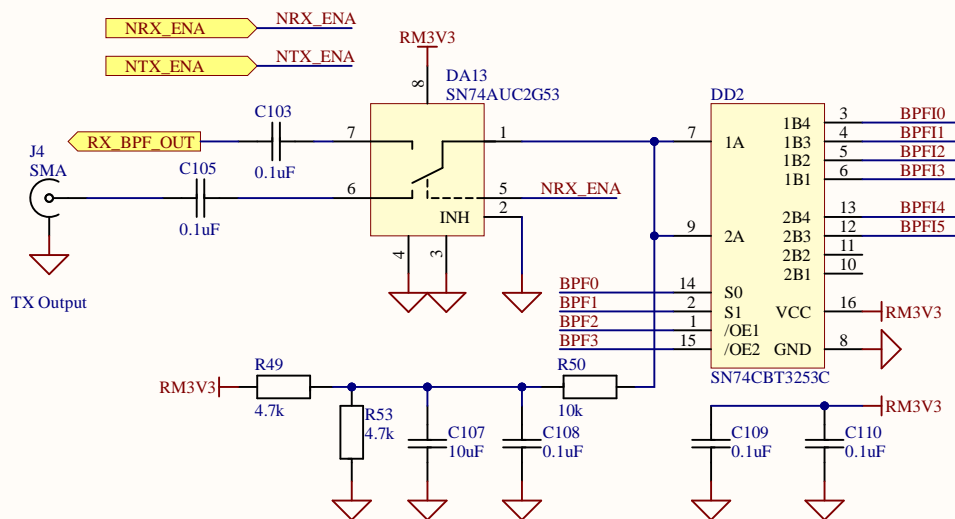 NRX_ENA NRX_ENA
NTX_ENA NTX_ENA
RM3V3
8
DA13
SN74AUC2G53
C103
0.1uF
RX_BPF_OUT
7
1
J4
SMA
C105
0.1uF
6
5
NRX_ENA
INH
2
4
3
TX Output
DD2
7 1A
9 2A
BPF0 14 S0
BPF1 2 S1
BPF2 1 /OE1
BPF3 15 /OE2
1B4 3 BPFI0
1B3 4 BPFI1
1B2 5 BPFI2
1B1 6 BPFI3
2B4 13 BPFI4
2B3 12 BPFI5
2B2 11
2B1 10
VCC 16 RM3V3
GND 8
SN74CBT3253C
RM3V3
R49
4.7k
R53
4.7k
C107
10uF
C108
0.1uF
R50
10k
C109
0.1uF
C110
0.1uF
RM3V3